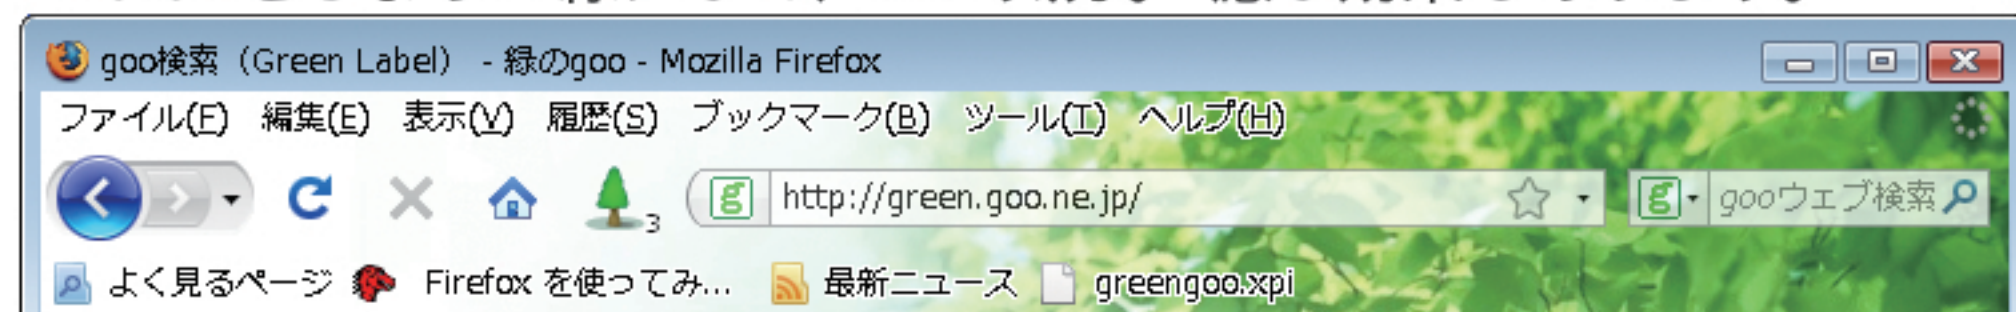 goo検索（Green Label） - 緑のgoo - Mozilla Firefox
ファイル(F) 編集(E) 表示(V) 履歴(S) ブックマーク(B) ツール(T) ヘルプ(H)
3 g http://green.goo.ne.jp/ g gooウェブ検索
よく見るページ Firefox を使ってみ... 最新ニュース greengoo.xpi